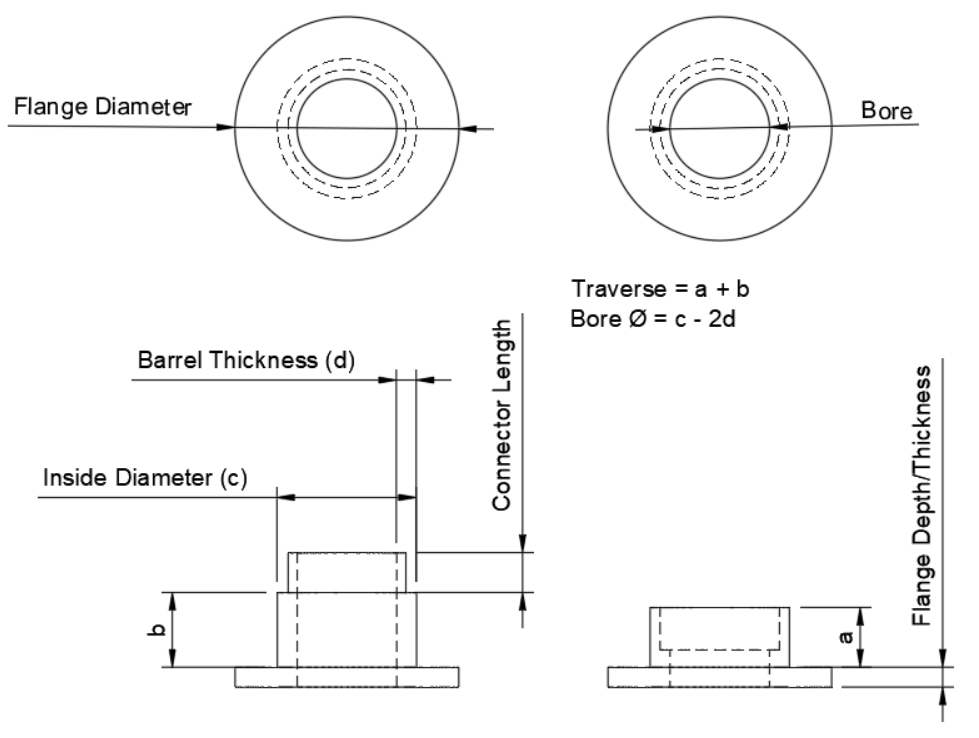 Flange Diameter
Bore
Traverse = a + b
Bore Ø = c - 2d
Barrel Thickness (d)
Connector Length
Inside Diameter (c)
Flange Depth/Thickness
b
a